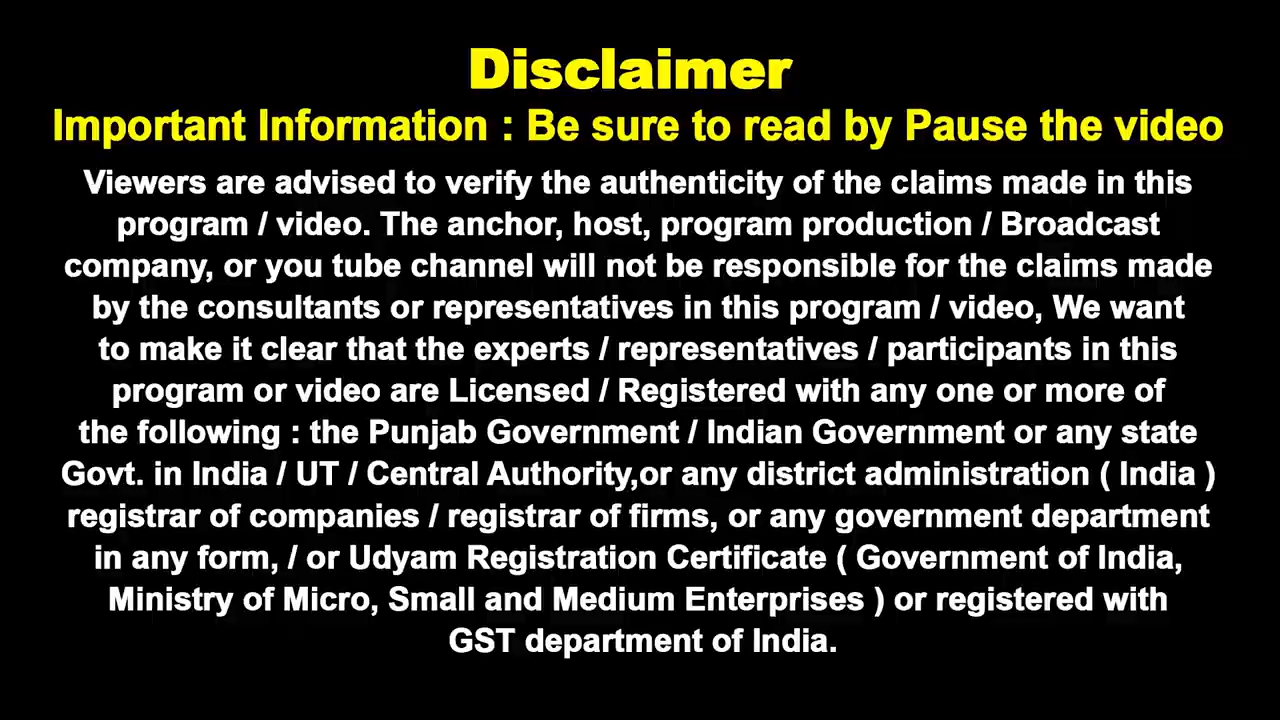 Disclaimer
Important Information : Be sure to read by Pause the video
Viewers are advised to verify the authenticity of the claims made in this
program / video. The anchor, host, program production / Broadcast
company, or you tube channel will not be responsible for the claims made
by the consultants or representatives in this program / video, We want
to make it clear that the experts / representatives / participants in this
program or video are Licensed / Registered with any one or more of
the following : the Punjab Government / Indian Government or any state
Govt. in India / UT / Central Authority,or any district administration ( India )
registrar of companies / registrar of firms, or any government department
in any form, / or Udyam Registration Certificate ( Government of India,
Ministry of Micro, Small and Medium Enterprises ) or registered with
GST department of India.